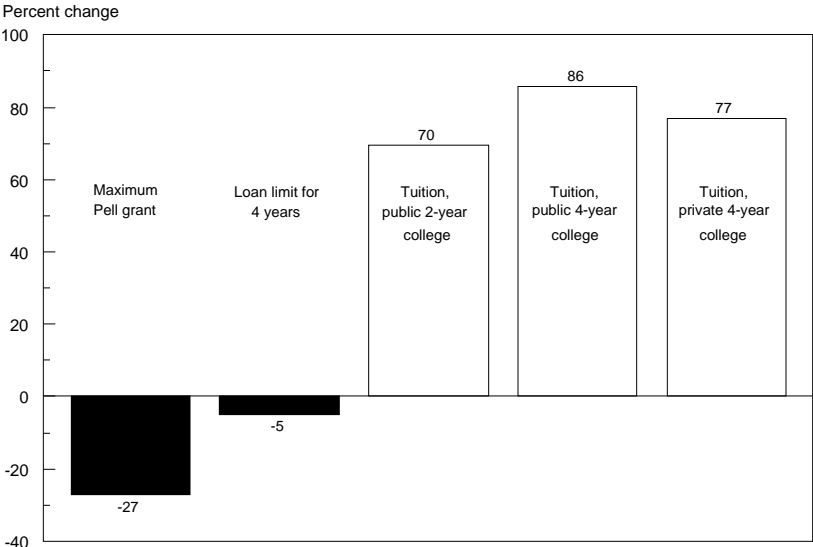 Percent change
100
80
60
40
20
0
-20
-40
Maximum
Pell grant
-27
Loan limit for
4 years
-5
70
Tuition,
public 2-year
college
86
Tuition,
public 4-year
college
77
Tuition,
private 4-year
college